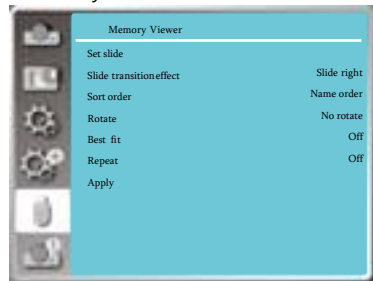 Memory Viewer
Set slide
Slide transitioneffect Slide right
Sort order Name order
Rotate No rotate
Best fit Off
Repeat Off
Apply